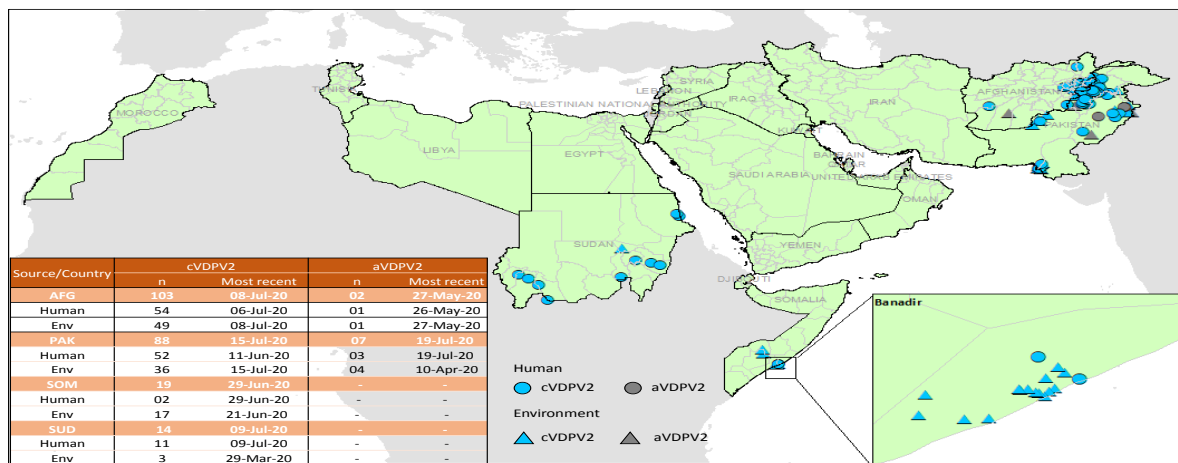 MOROCCO
TUNISI
LIBYA
EGYPT
SUDAN
SYRIA
LEBANON
PALESTINIAN NATIONAL AUTHORITY
JORDAN
IRAQ
IRAN
KUWAIT
BAHRAIN
QATAR
SAUDI ARABIA
UNITED ARAB EMIRATES
OMAN
YEMEN
DJIBOUTI
SOMALIA
AFGHANISTAN
PAKISTAN
Source/Country cVDPV2 aVDPV2
n Most recent n Most recent
AFG 103 08-Jul-20 02 27-May-20
Human 54 06-Jul-20 01 26-May-20
Env 49 08-Jul-20 01 27-May-20
PAK 88 15-Jul-20 07 19-Jul-20
Human 52 11-Jun-20 03 19-Jul-20
Env 36 15-Jul-20 04 10-Apr-20
SOM 19 29-Jun-20 - -
Human 02 29-Jun-20 - -
Env 17 21-Jun-20 - -
SUD 14 09-Jul-20 - -
Human 11 09-Jul-20 - -
Env 3 29-Mar-20 - -
Human
cVDPV2 aVDPV2
Environment
cVDPV2 aVDPV2
Banadir